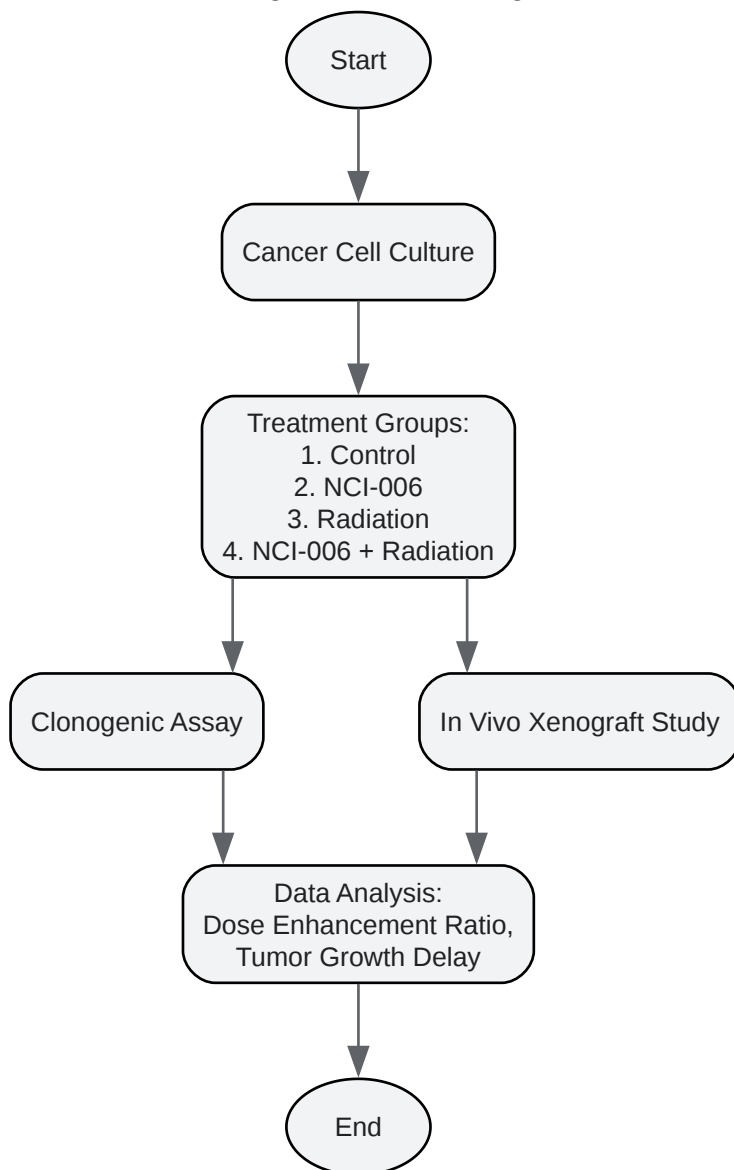 Start
Cancer Cell Culture
Treatment Groups:
1. Control
2. NCI-006
3. Radiation
4. NCI-006 + Radiation
Clonogenic Assay
In Vivo Xenograft Study
Data Analysis:
Dose Enhancement Ratio,
Tumor Growth Delay
End